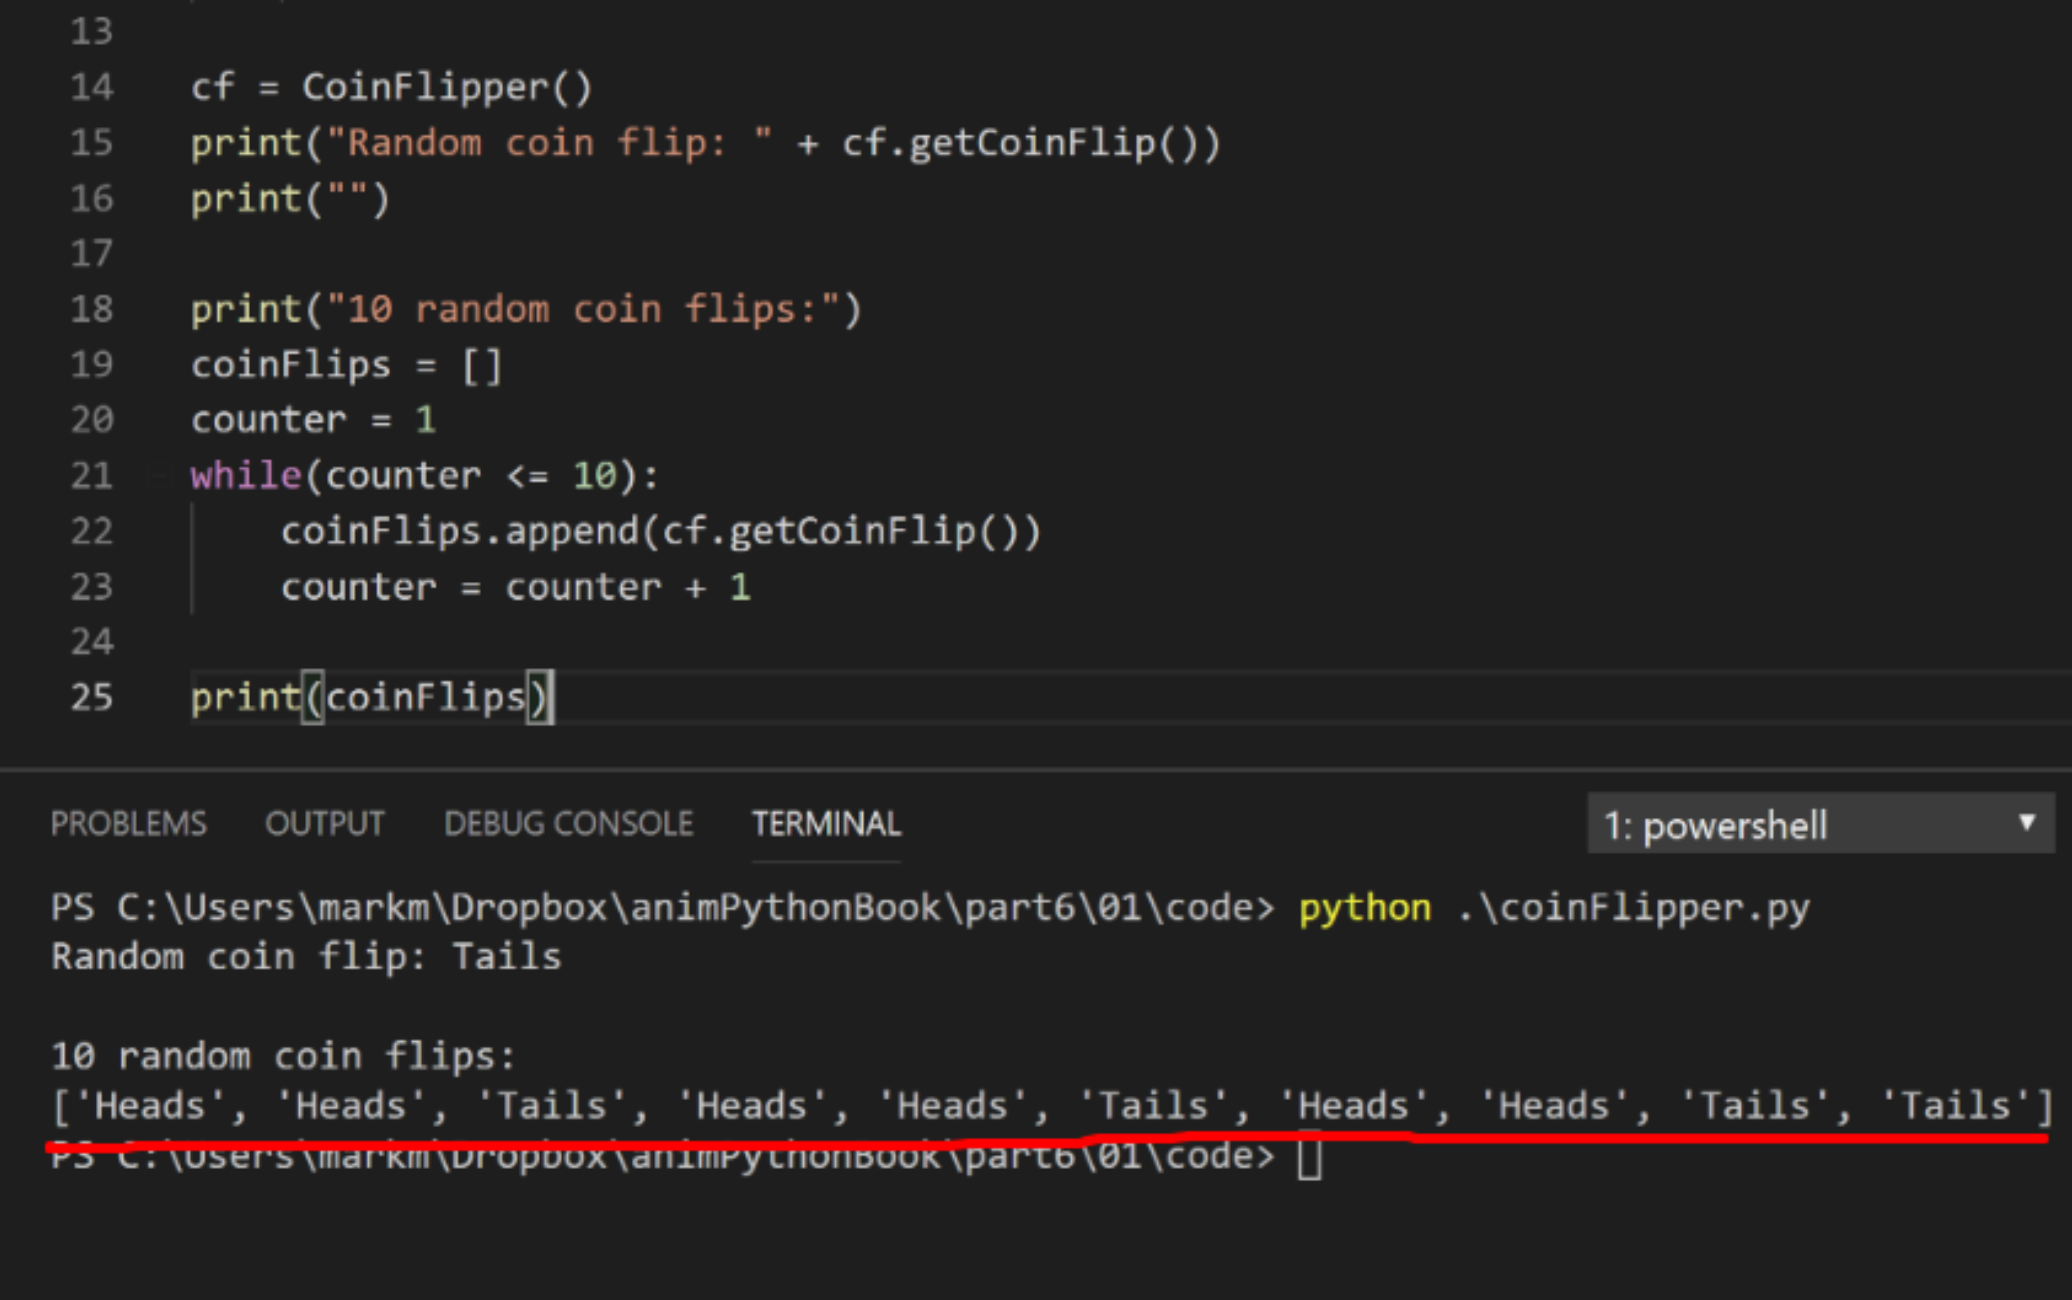 13
14 cf = CoinFlipper()
15 print("Random coin flip: " + cf.getCoinFlip())
16 print("")
17
18 print("10 random coin flips:")
19 coinFlips = []
20 counter = 1
21 while(counter <= 10):
22     coinFlips.append(cf.getCoinFlip())
23     counter = counter + 1
24
25 print(coinFlips)
PROBLEMS OUTPUT DEBUG CONSOLE TERMINAL 1: powershell
PS C:\Users\markm\Dropbox\animPythonBook\part6\01\code> python .\coinFlipper.py
Random coin flip: Tails
10 random coin flips:
['Heads', 'Heads', 'Tails', 'Heads', 'Heads', 'Tails', 'Heads', 'Heads', 'Tails', 'Tails']
PS C:\Users\markm\Dropbox\animPythonBook\part6\01\code>